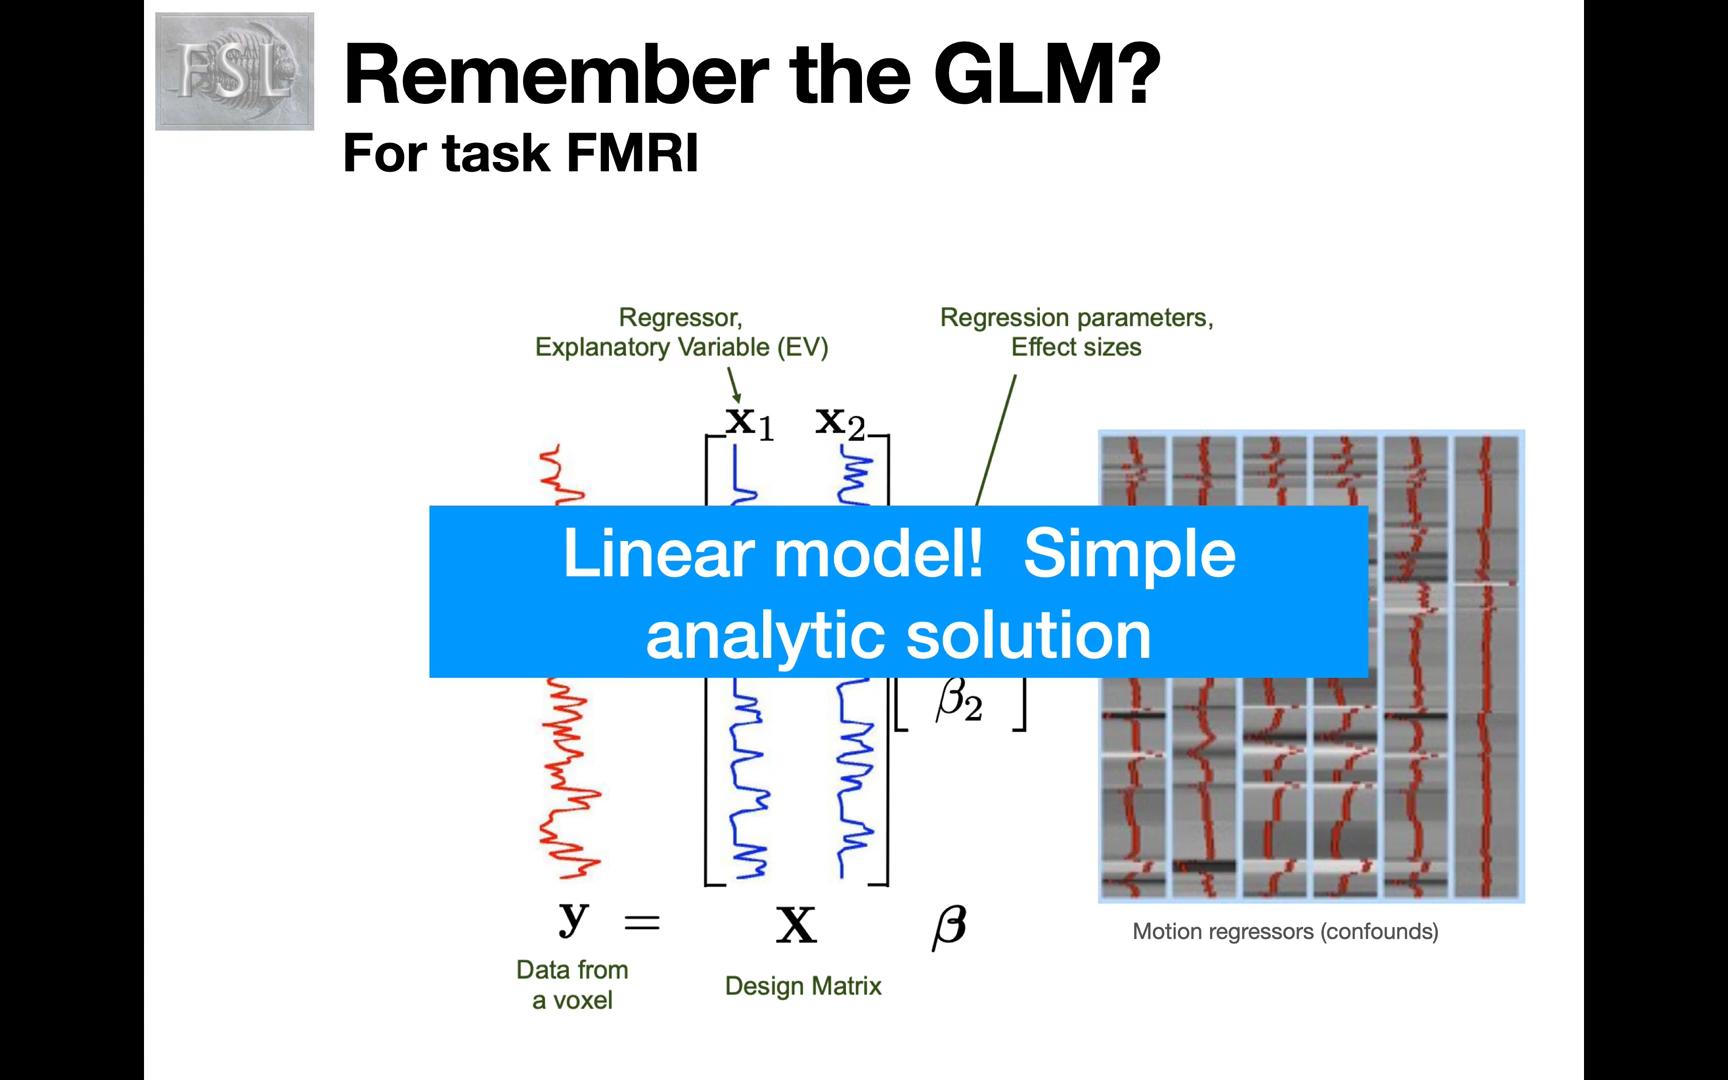 FSL
Remember the GLM?
For task FMRI
Regressor,
Explanatory Variable (EV)
Regression parameters,
Effect sizes
x₁ x₂
Linear model! Simple
analytic solution
β₂
y = X β
Data from
a voxel
Design Matrix
Motion regressors (confounds)